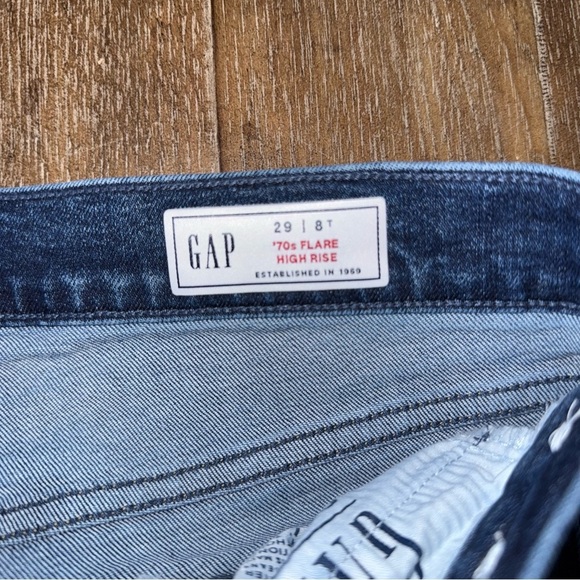 GAP
29 | 8T
'70s FLARE
HIGH RISE
ESTABLISHED IN 1969